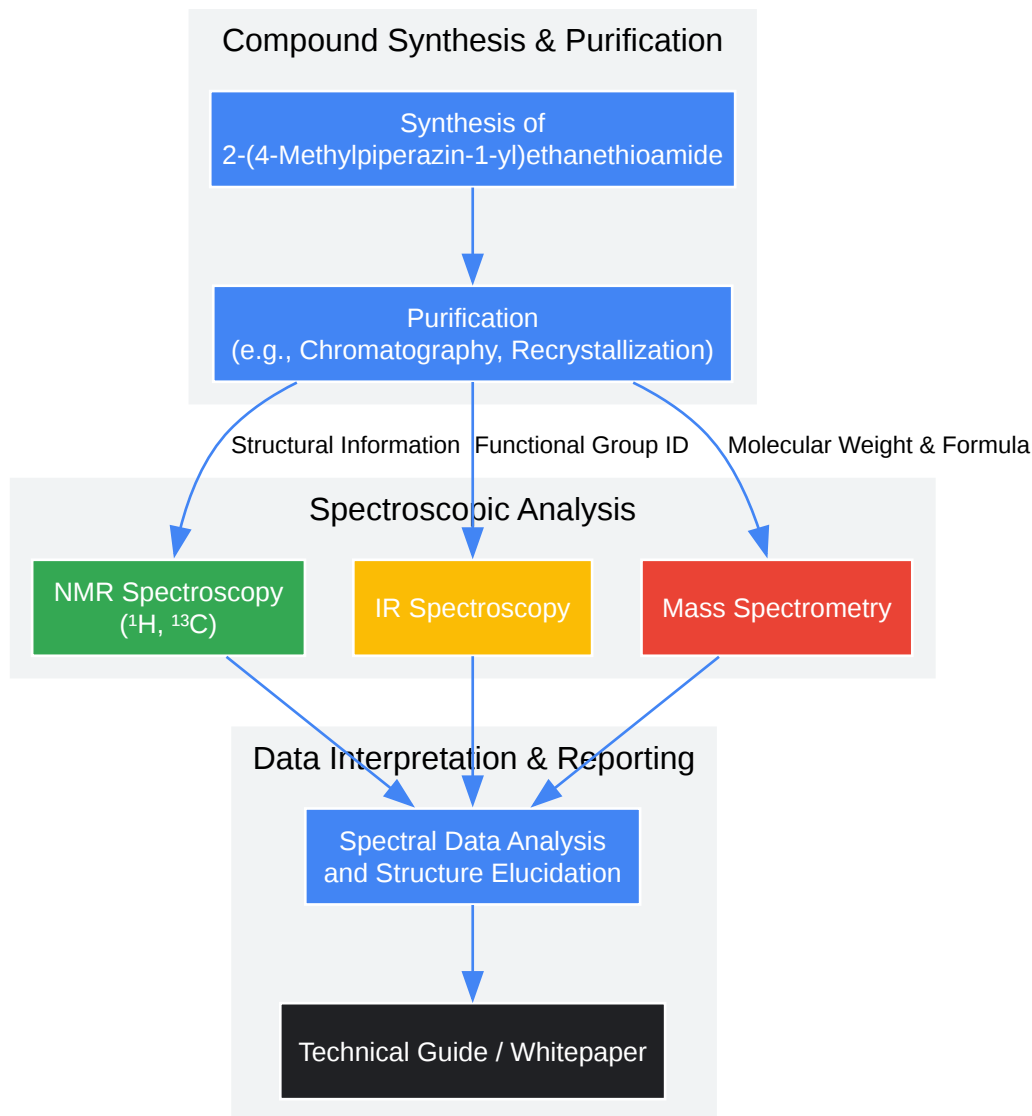 Compound Synthesis & Purification
Synthesis of
2-(4-Methylpiperazin-1-yl)ethanethioamide
Purification
(e.g., Chromatography, Recrystallization)
Structural Information
Functional Group ID
Molecular Weight & Formula
Spectroscopic Analysis
NMR Spectroscopy
(¹H, ¹³C)
IR Spectroscopy
Mass Spectrometry
Data Interpretation & Reporting
Spectral Data Analysis
and Structure Elucidation
Technical Guide / Whitepaper